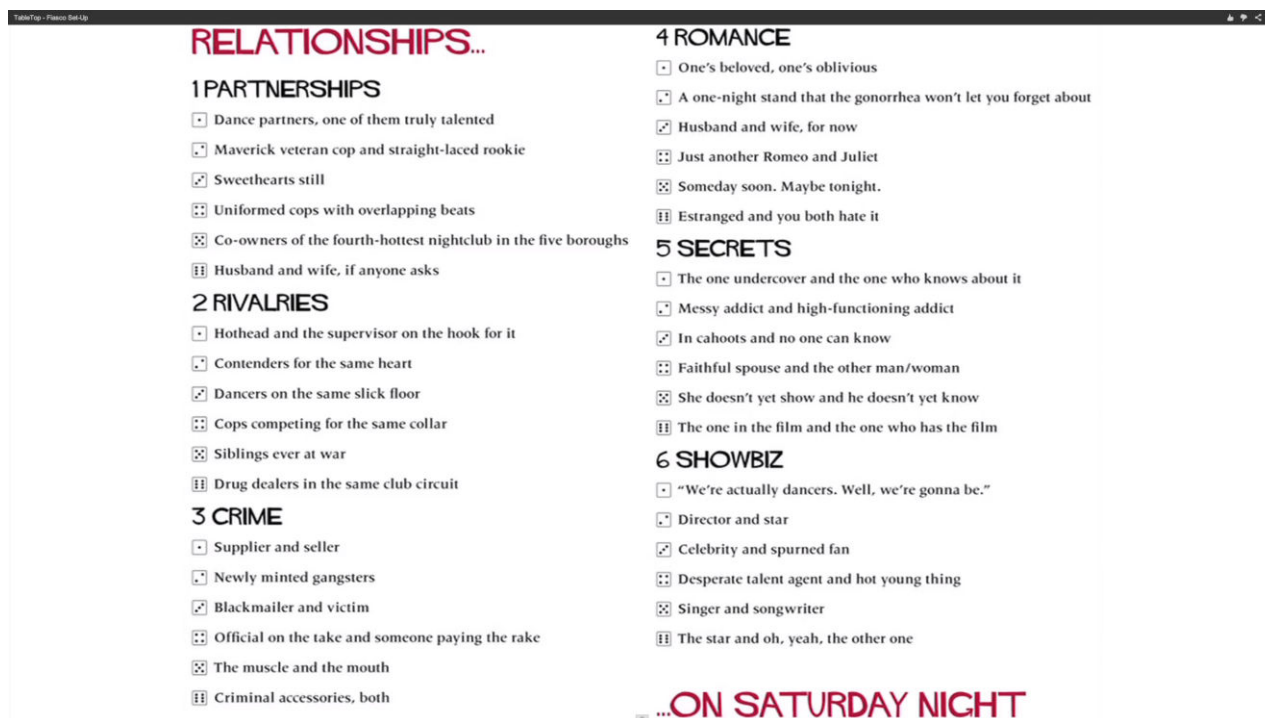 TableTop - Fiasco Set-Up
RELATIONSHIPS...
1 PARTNERSHIPS
Dance partners, one of them truly talented
Maverick veteran cop and straight-laced rookie
Sweethearts still
Uniformed cops with overlapping beats
Co-owners of the fourth-hottest nightclub in the five boroughs
Husband and wife, if anyone asks
2 RIVALRIES
Hothead and the supervisor on the hook for it
Contenders for the same heart
Dancers on the same slick floor
Cops competing for the same collar
Siblings ever at war
Drug dealers in the same club circuit
3 CRIME
Supplier and seller
Newly minted gangsters
Blackmailer and victim
Official on the take and someone paying the rake
The muscle and the mouth
Criminal accessories, both
4 ROMANCE
One's beloved, one's oblivious
A one-night stand that the gonorrhea won't let you forget about
Husband and wife, for now
Just another Romeo and Juliet
Someday soon. Maybe tonight.
Estranged and you both hate it
5 SECRETS
The one undercover and the one who knows about it
Messy addict and high-functioning addict
In cahoots and no one can know
Faithful spouse and the other man/woman
She doesn't yet show and he doesn't yet know
The one in the film and the one who has the film
6 SHOWBIZ
“We're actually dancers. Well, we're gonna be.”
Director and star
Celebrity and spurned fan
Desperate talent agent and hot young thing
Singer and songwriter
The star and oh, yeah, the other one
...ON SATURDAY NIGHT